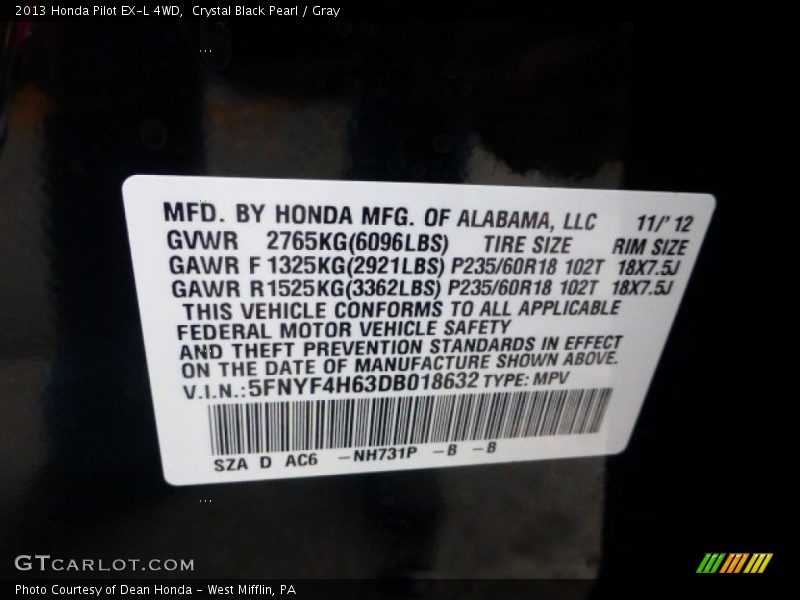 2013 Honda Pilot EX-L 4WD,  Crystal Black Pearl / Gray
MFD. BY HONDA MFG. OF ALABAMA, LLC 11/'12
GVWR 2765KG(6096LBS) TIRE SIZE RIM SIZE
GAWR F 1325KG(2921LBS) P235/60R18 102T 18X7.5J
GAWR R 1525KG(3362LBS) P235/60R18 102T 18X7.5J
THIS VEHICLE CONFORMS TO ALL APPLICABLE
FEDERAL MOTOR VEHICLE SAFETY
AND THEFT PREVENTION STANDARDS IN EFFECT
ON THE DATE OF MANUFACTURE SHOWN ABOVE.
V.I.N.: 5FNYF4H63DB018632 TYPE: MPV
SZA D AC6 -NH731P -B -B
GTCARLOT.COM
Photo Courtesy of Dean Honda - West Mifflin, PA